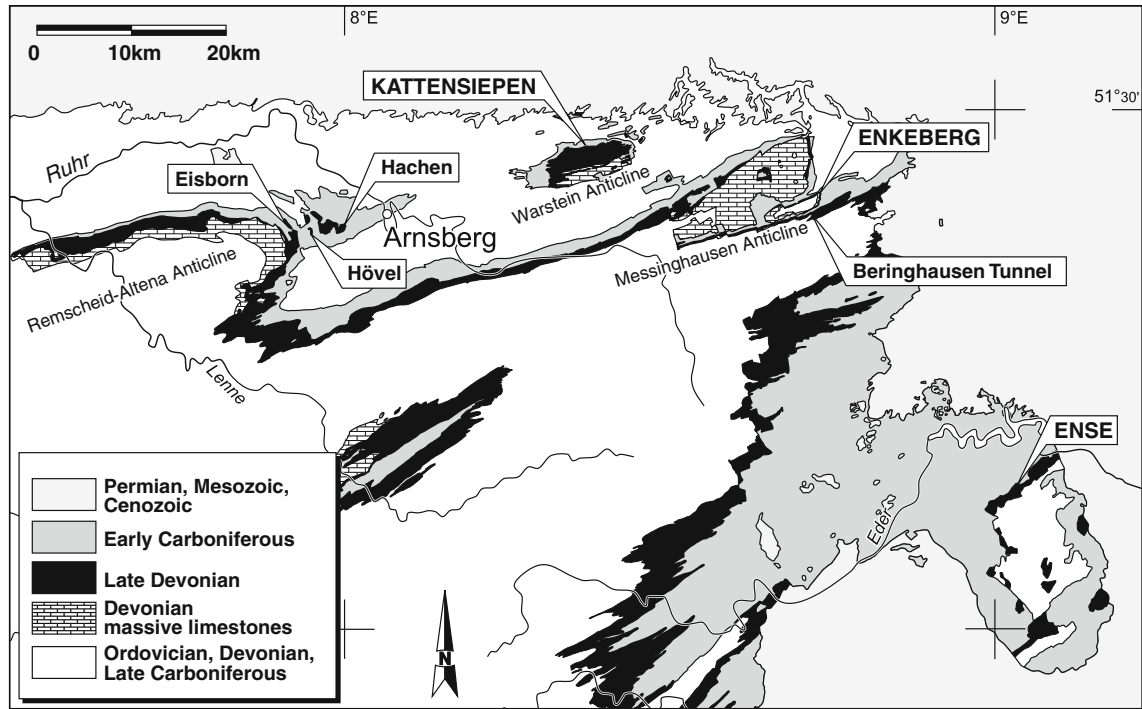 8°E
9°E
0 10km 20km
51°30'
KATTENSIEPEN
ENKEBERG
Ruhr
Eisborn
Hachen
Warstein Anticline
Arnsberg
Messinghausen Anticline
Beringhausen Tunnel
Hövel
Remscheid-Altena Anticline
Lenne
ENSE
Eder
Permian, Mesozoic,
Cenozoic
Early Carboniferous
Late Devonian
Devonian
massive limestones
Ordovician, Devonian,
Late Carboniferous
N